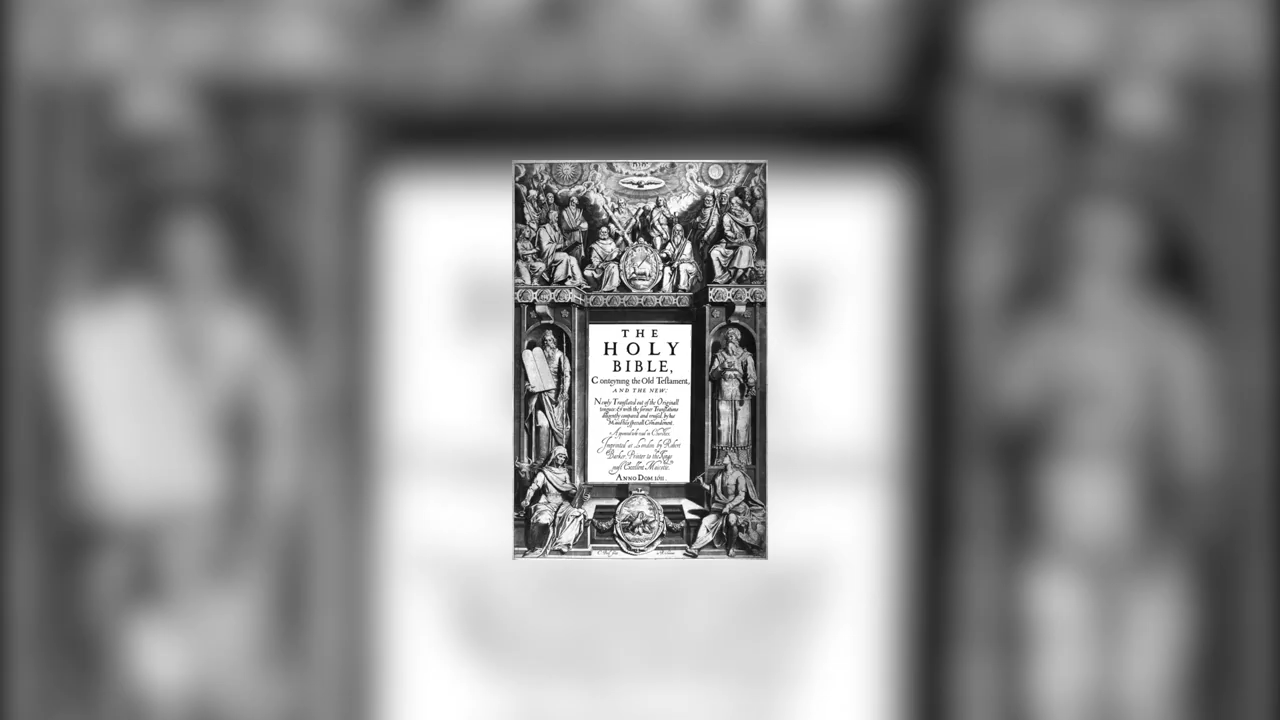 THE
HOLY
BIBLE,
Conteyning the Old Teſtament,
AND THE NEW:
Newly Tranſlated out of the Originall
tongues: & with the former Tranſlations
diligently compared and reuiſed, by his
Maieſties ſpeciall Comandement.
Appointed to be read in Churches.
Imprinted at London by Robert
Barker, Printer to the Kings
moſt Excellent Maieſtie.
ANNO DOM. 1611.